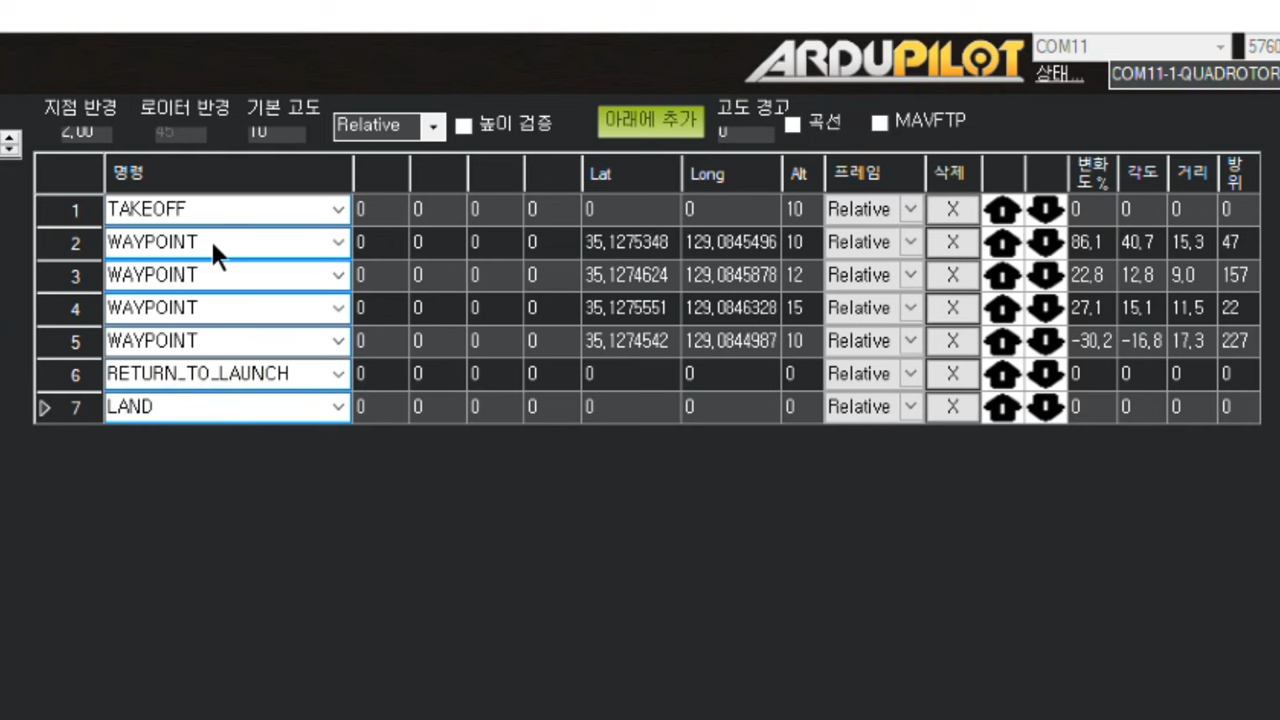 ARDUPILOT COM11 5760
상태... COM11-1-QUADROTOR
지점 반경 로미터 반경 기본 고도 고도 경고
2,00 45 10 Relative 높이 검증 아래에 추가 0 곡선 MAVFTP
명령 Lat Long Alt 프레임 삭제 변화도 % 각도 거리 방위
1 TAKEOFF 0 0 0 0 0 0 10 Relative X 0 0 0 0
2 WAYPOINT 0 0 0 0 35,1275348 129,0845496 10 Relative X 86,1 40,7 15,3 47
3 WAYPOINT 0 0 0 0 35,1274624 129,0845878 12 Relative X 22,8 12,8 9,0 157
4 WAYPOINT 0 0 0 0 35,1275551 129,0846328 15 Relative X 27,1 15,1 11,5 22
5 WAYPOINT 0 0 0 0 35,1274542 129,0844987 10 Relative X -30,2 -16,8 17,3 227
6 RETURN_TO_LAUNCH 0 0 0 0 0 0 0 Relative X 0 0 0 0
7 LAND 0 0 0 0 0 0 0 Relative X 0 0 0 0